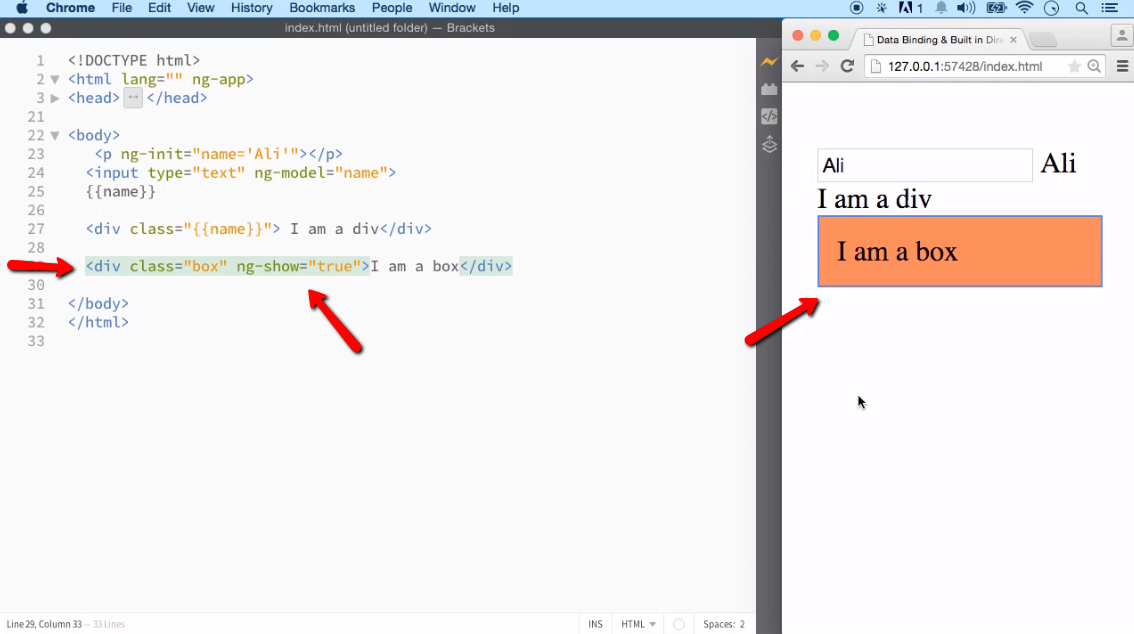 Chrome File Edit View History Bookmarks People Window Help 1
index.html (untitled folder) — Brackets
1 <!DOCTYPE html>
2 <html lang="" ng-app>
3 <head> </head>
21
22 <body>
23 <p ng-init="name='Ali'"></p>
24 <input type="text" ng-model="name">
25 {{name}}
26
27 <div class="{{name}}"> I am a div</div>
28
<div class="box" ng-show="true">I am a box</div>
30
31 </body>
32 </html>
33
Line 29, Column 33 — 33 Lines
INS HTML Spaces: 2
Data Binding & Built in Dire
127.0.0.1:57428/index.html
Ali Ali
I am a div
I am a box